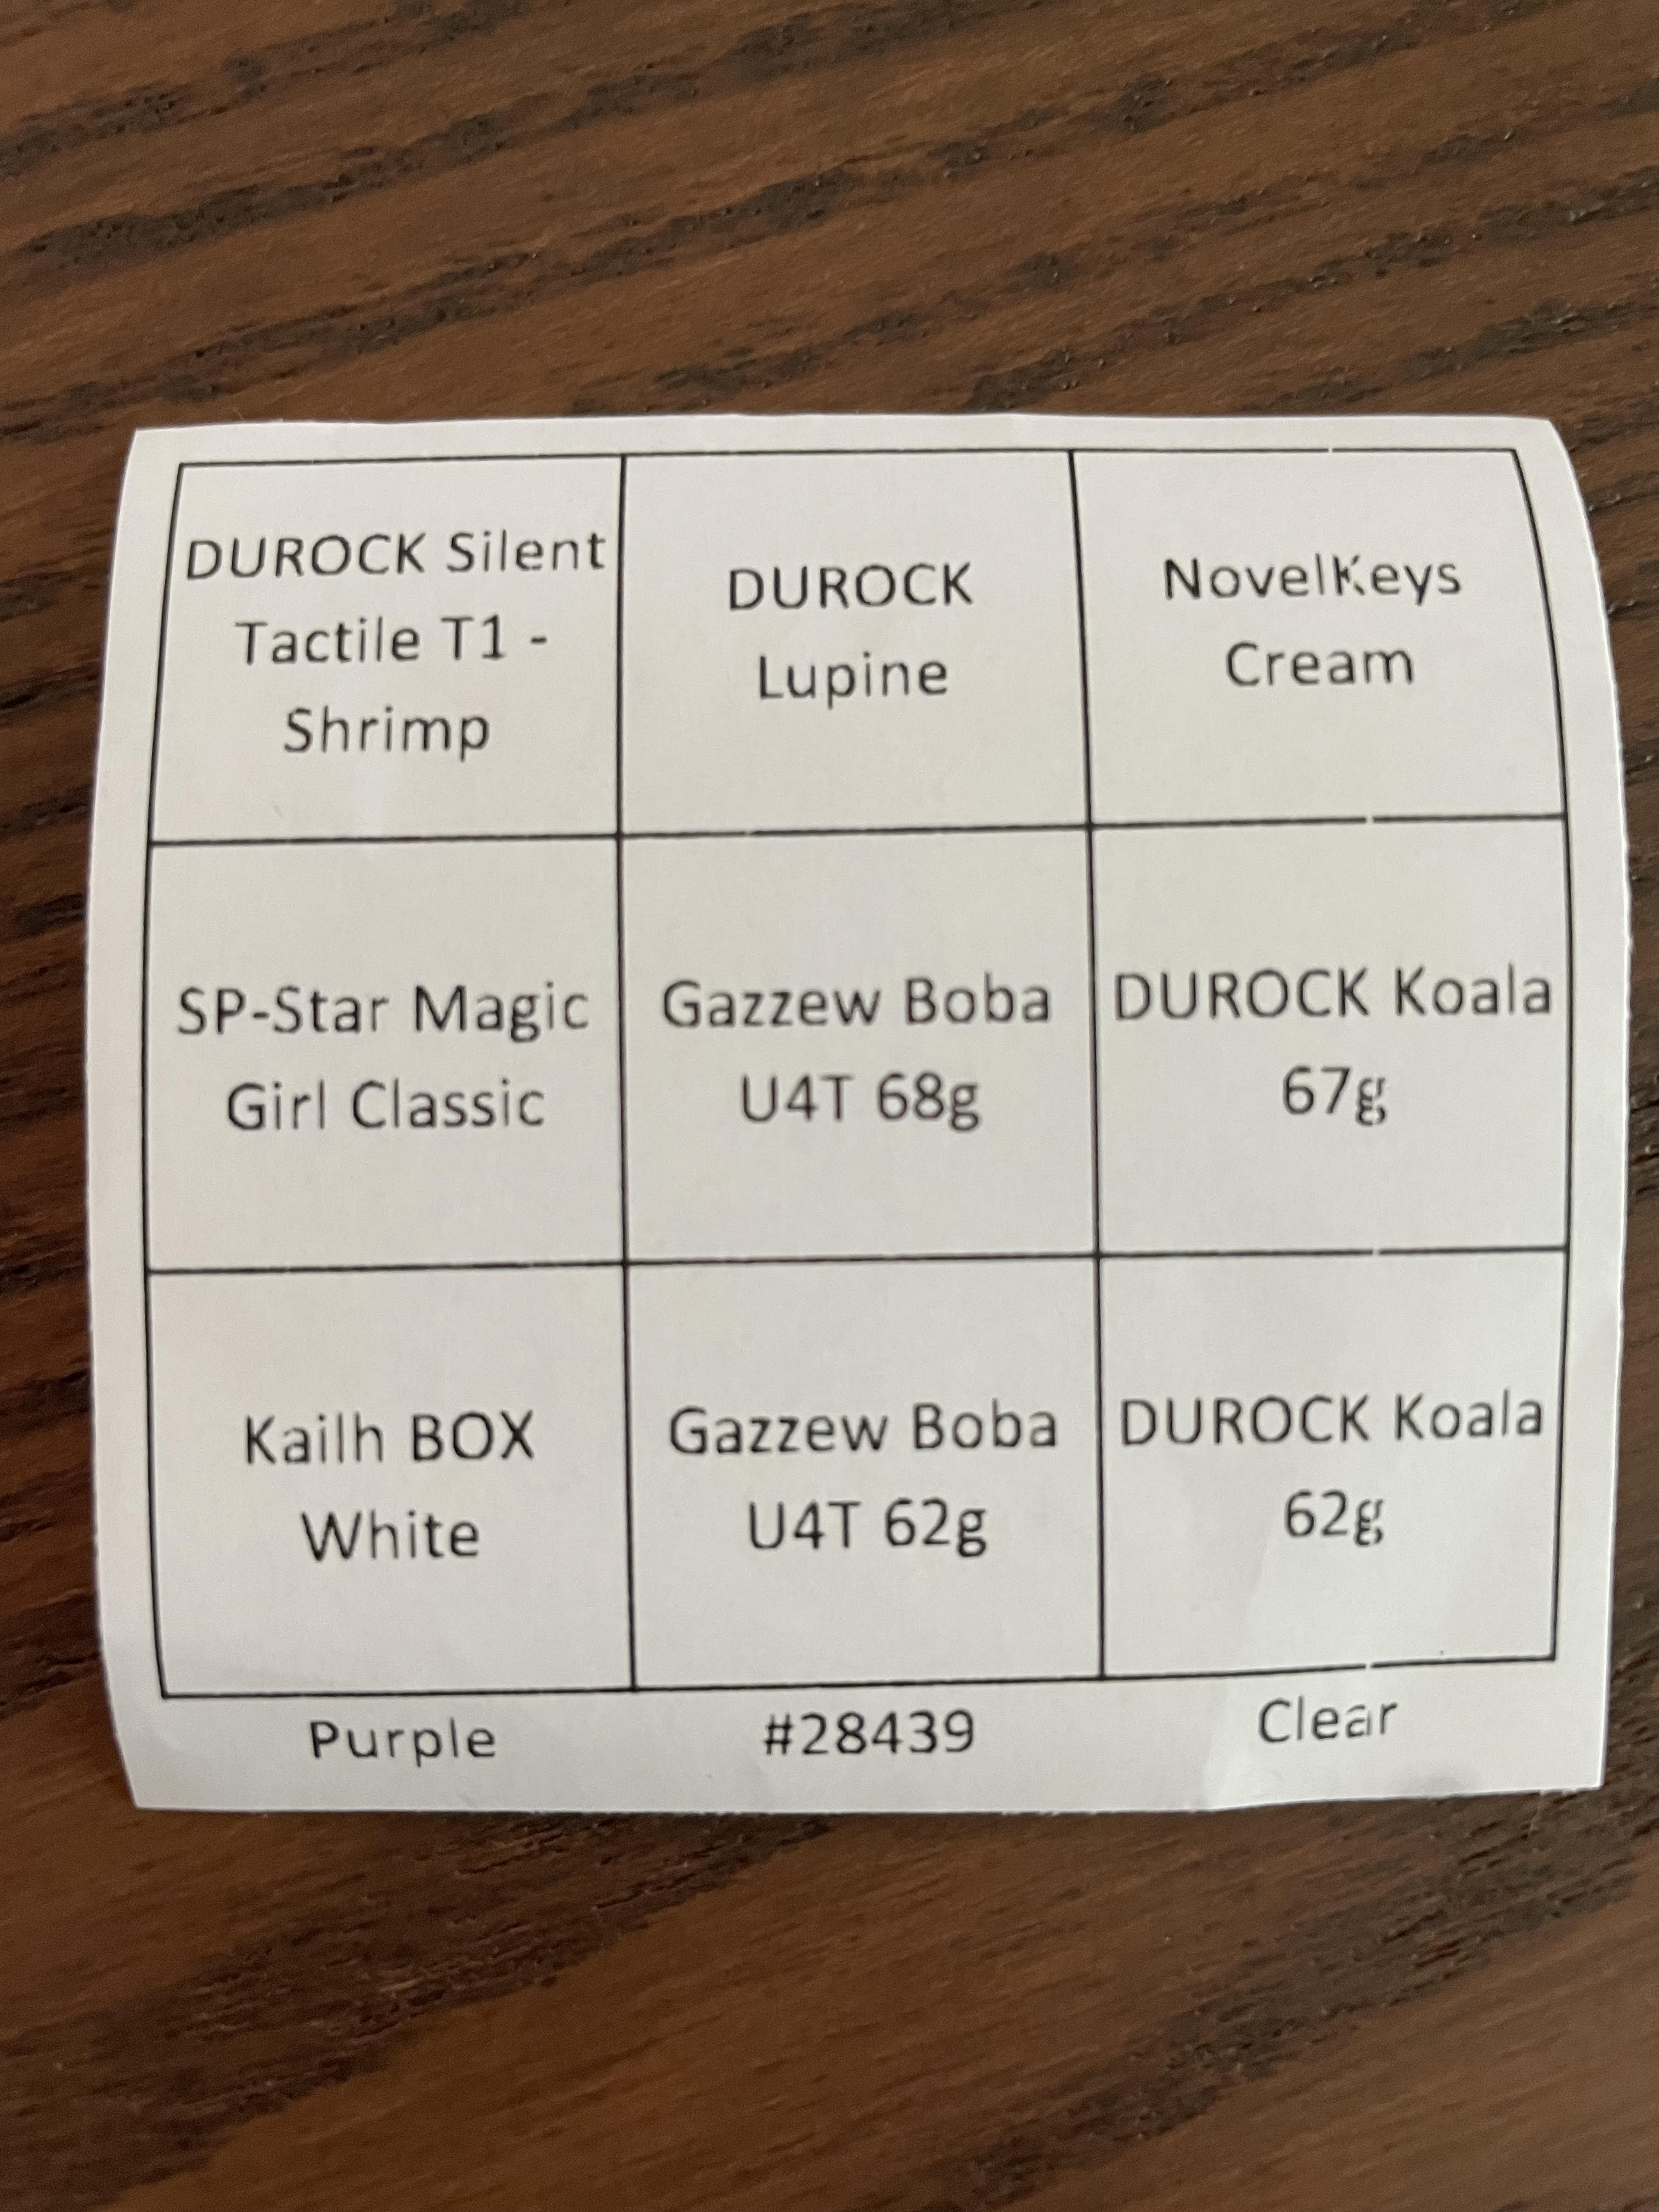 DUROCK Silent
Tactile T1 -
Shrimp
DUROCK
Lupine
NovelKeys
Cream
SP-Star Magic
Girl Classic
Gazzew Boba
U4T 68g
DUROCK Koala
67g
Kailh BOX
White
Gazzew Boba
U4T 62g
DUROCK Koala
62g
Purple
#28439
Clear